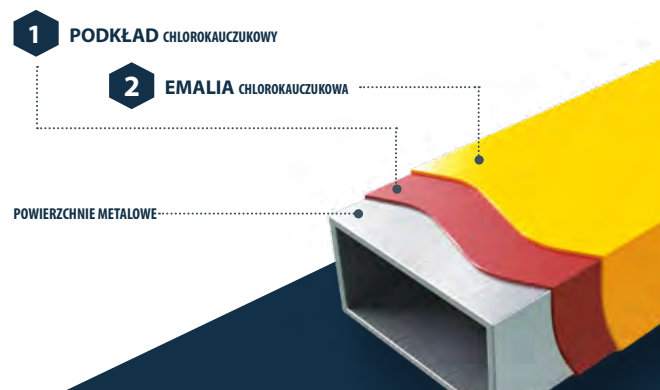 1 PODKŁAD CHLOROKAUCZUKOWY
2 EMALIA CHLOROKAUCZUKOWA
POWIERZCHNIE METALOWE